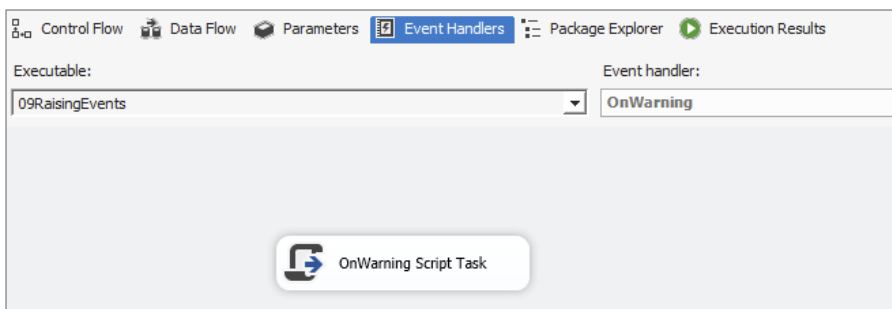 Control Flow Data Flow Parameters Event Handlers Package Explorer Execution Results
Executable: Event handler:
09RaisingEvents OnWarning
OnWarning Script Task